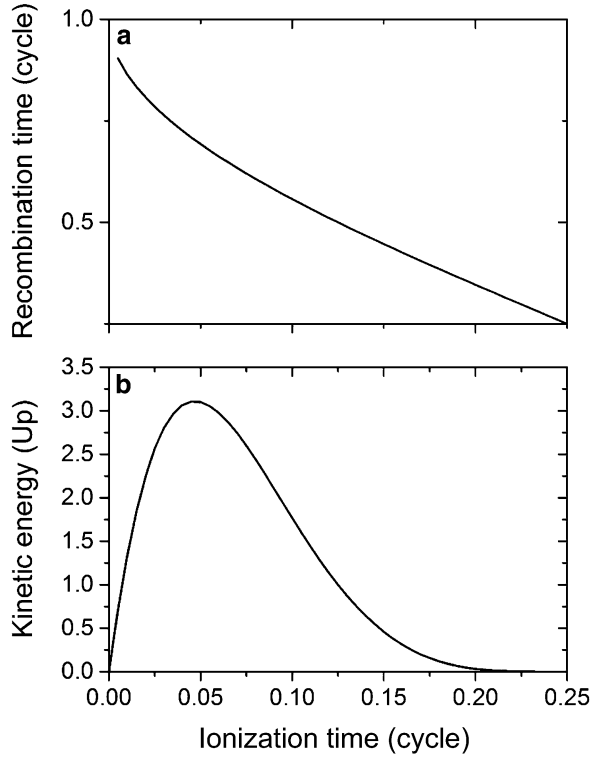 a
1.0
0.5
Recombination time (cycle)
b
3.5
3.0
2.5
2.0
1.5
1.0
0.5
0.0
Kinetic energy (Up)
0.00 0.05 0.10 0.15 0.20 0.25
Ionization time (cycle)